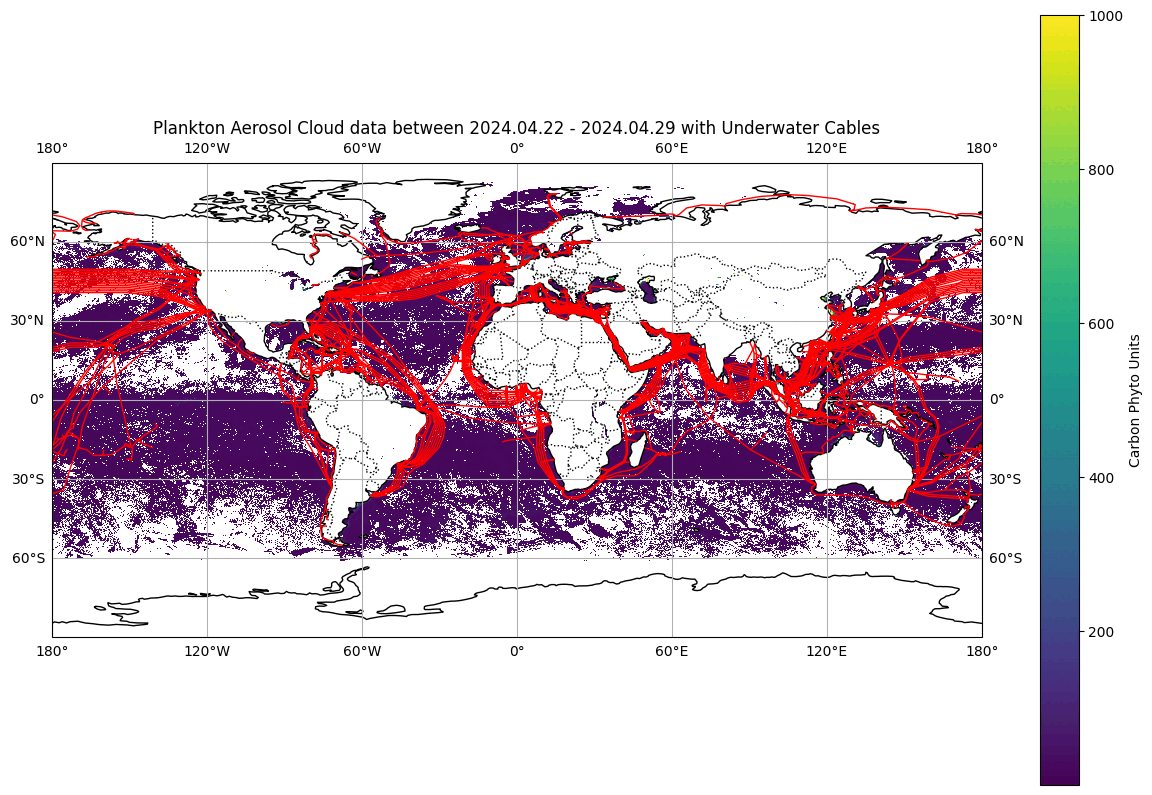 Plankton Aerosol Cloud data between 2024.04.22 - 2024.04.29 with Underwater Cables
180° 120°W 60°W 0° 60°E 120°E 180°
60°N 60°N
30°N 30°N
0° 0°
30°S 30°S
60°S 60°S
180° 120°W 60°W 0° 60°E 120°E 180°
1000
800
600
400
200
Carbon Phyto Units